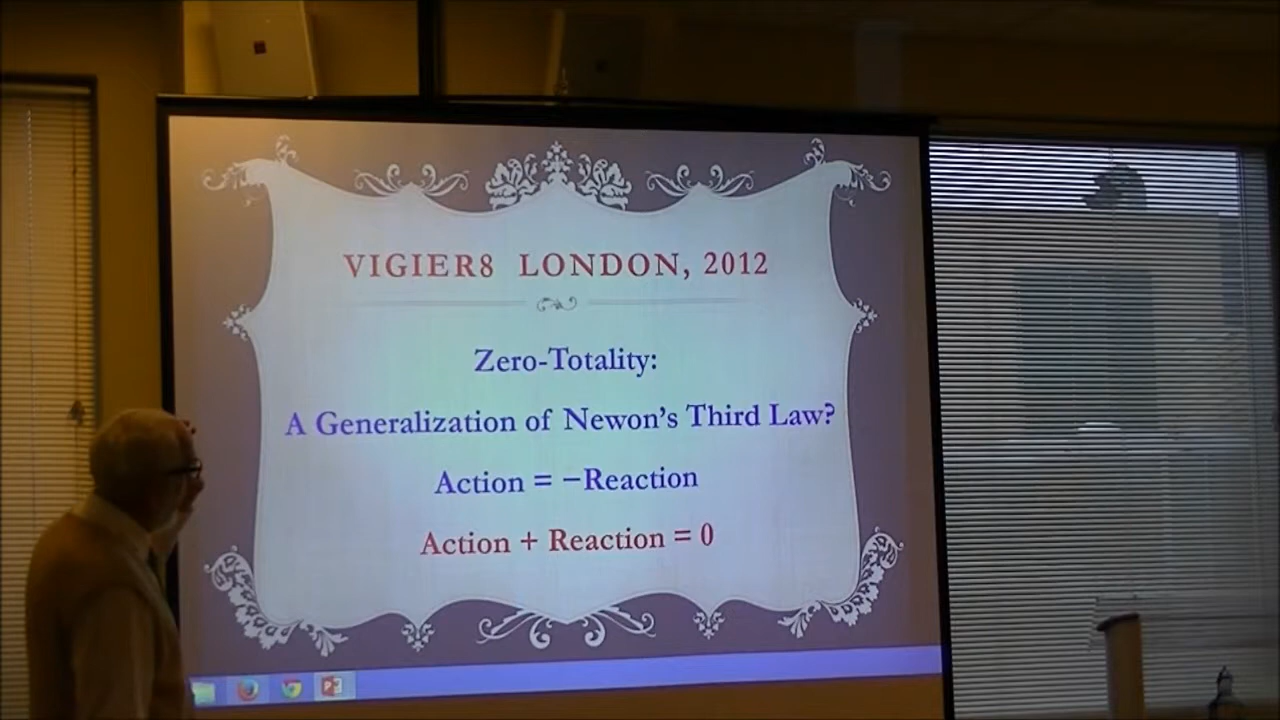 VIGIER8 LONDON, 2012
Zero-Totality:
A Generalization of Newon's Third Law?
Action = −Reaction
Action + Reaction = 0